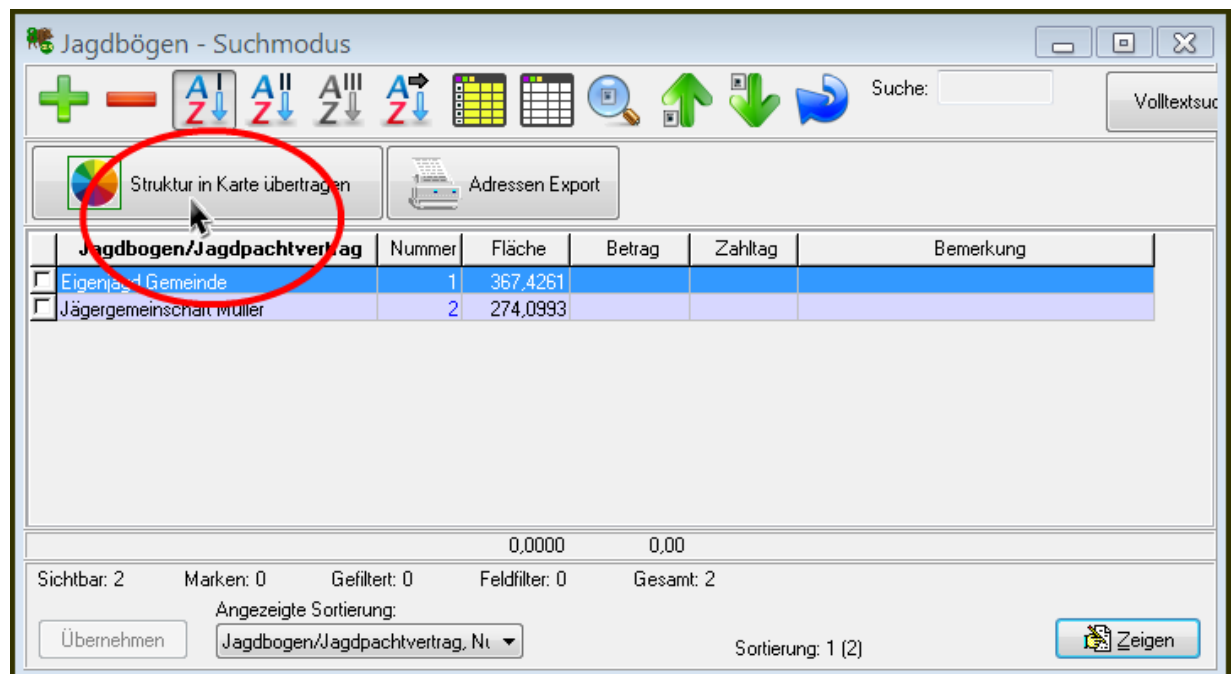 Jagdbögen - Suchmodus
Suche:
Volltextsuc
Struktur in Karte übertragen
Adressen Export
Jagdbogen/Jagdpachtvertrag Nummer Fläche Betrag Zahltag Bemerkung
Eigenjagd Gemeinde 1 367,4261
Jägergemeinschaft Müller 2 274,0993
0,0000 0,00
Sichtbar: 2 Marken: 0 Gefiltert: 0 Feldfilter: 0 Gesamt: 2
Angezeigte Sortierung:
Übernehmen
Jagdbogen/Jagdpachtvertrag, Nu
Sortierung: 1 (2)
Zeigen